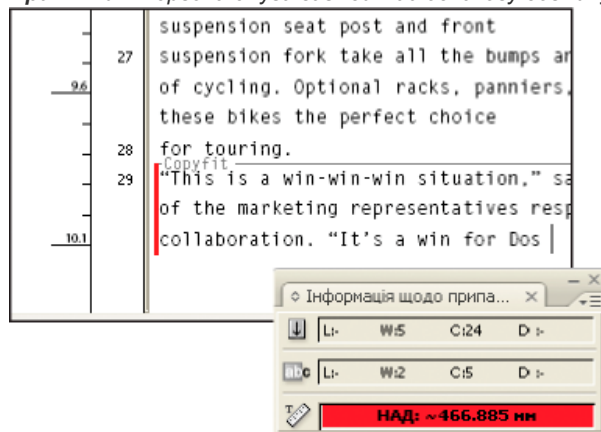 suspension seat post and front
27 suspension fork take all the bumps
9.6 of cycling. Optional racks, panniers,
these bikes the perfect choice
28 for touring.
Copyfit
29 “This is a win-win-win situation,”
of the marketing representatives
10.1 collaboration. “It's a win for Dos
Інформація щодо припа...
L:- W:5 C:24 D :-
L:- W:2 C:5 D :-
НАД: ~466.885 мм